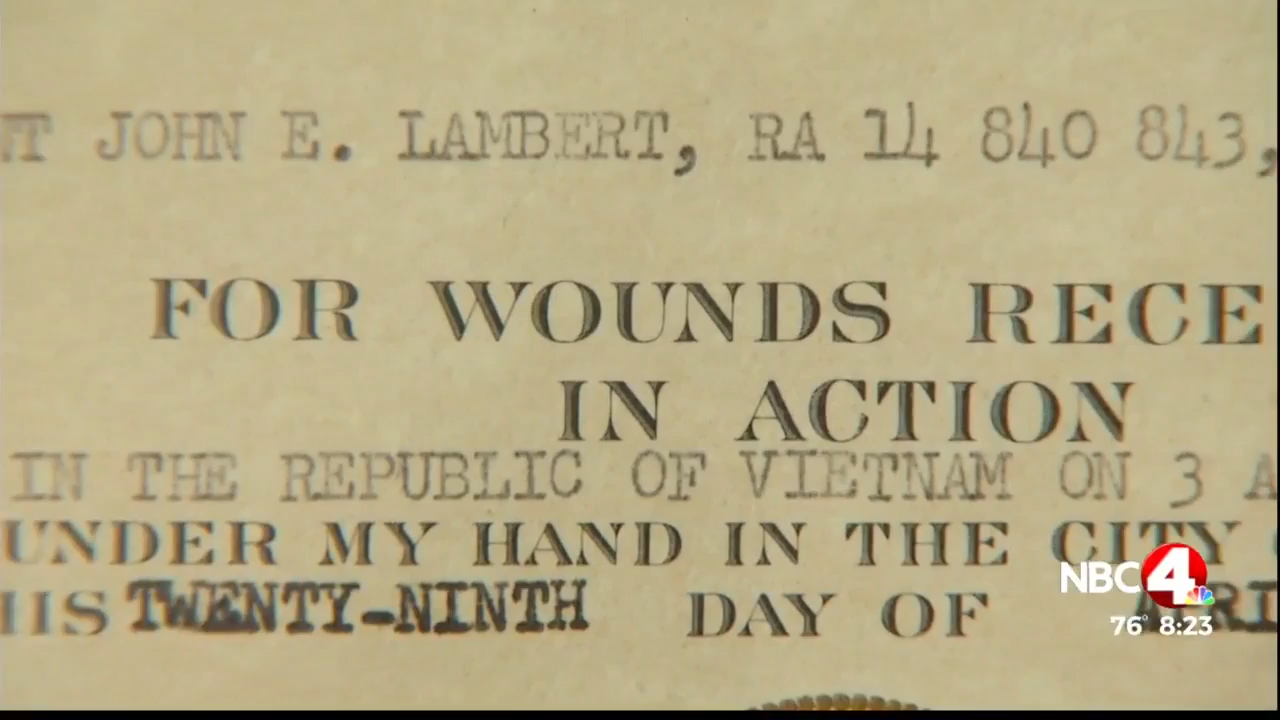 JOHN E. LAMBERT, RA 14 840 843,
FOR WOUNDS RECE
IN ACTION
IN THE REPUBLIC OF VIETNAM ON 3 A
UNDER MY HAND IN THE CITY
HIS TWENTY-NINTH DAY OF
NBC 4
76° 8:23